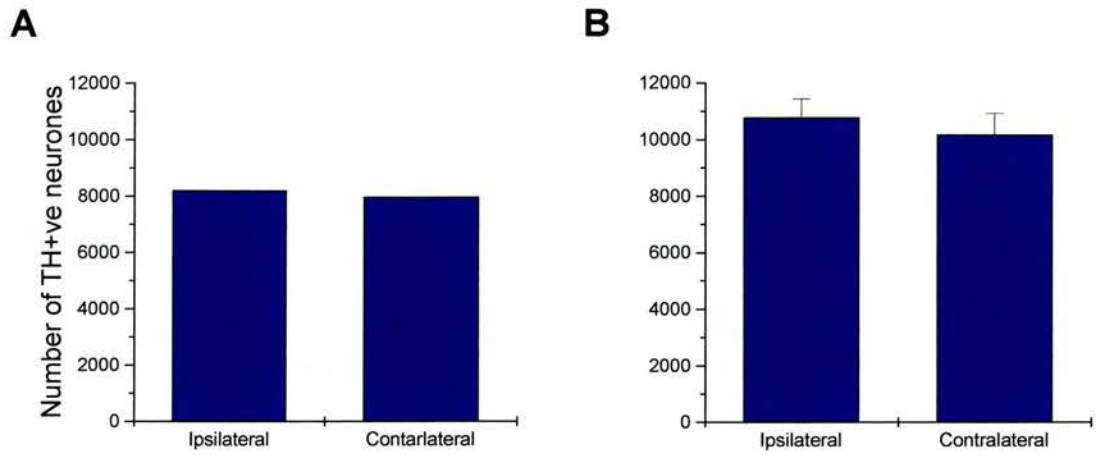 A
B
Number of TH+ve neurones
12000
10000
8000
6000
4000
2000
0
Ipsilateral
Contarlateral
12000
10000
8000
6000
4000
2000
0
Ipsilateral
Contralateral